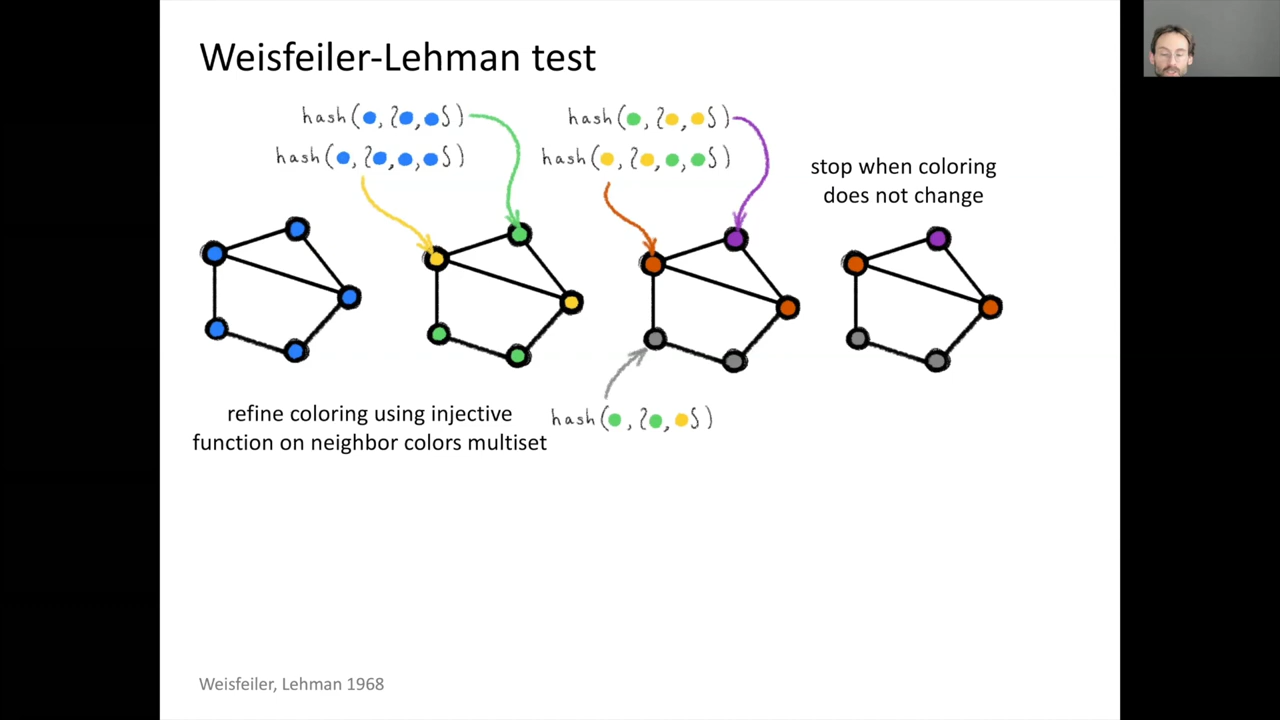 Weisfeiler-Lehman test
hash(●, {●, ●})
hash(●, {●, ●, ●})
hash(●, {●, ●})
hash(●, {●, ●, ●})
stop when coloring
does not change
refine coloring using injective
function on neighbor colors multiset
hash(●, {●, ●})
Weisfeiler, Lehman 1968